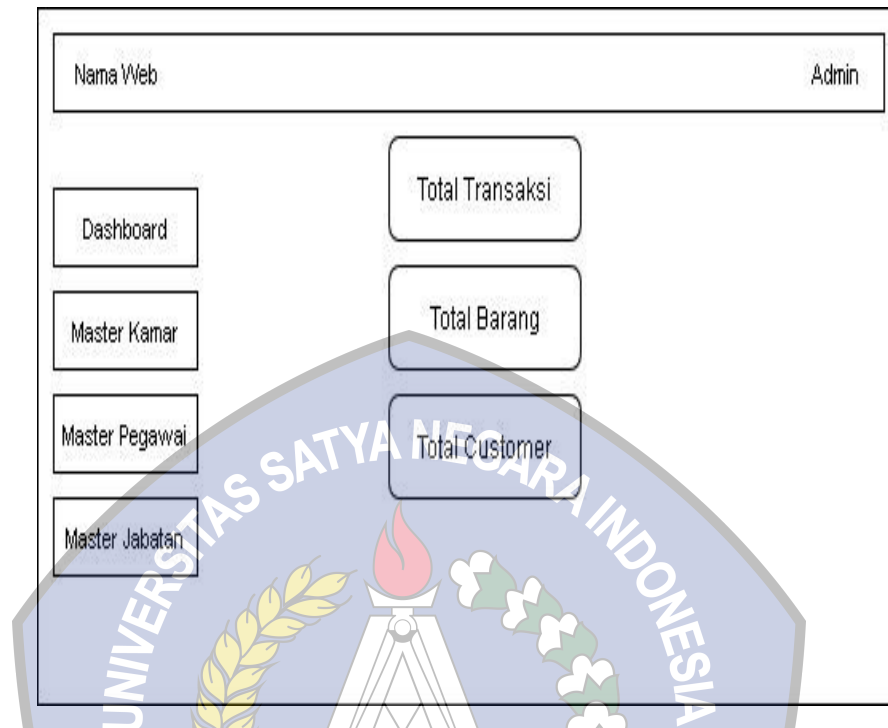 Nama Web
Admin
Dashboard
Master Kamar
Master Pegawai
Master Jabatan
Total Transaksi
Total Barang
Total Customer
UNIVERSITAS SATYA NEGARA INDONESIA